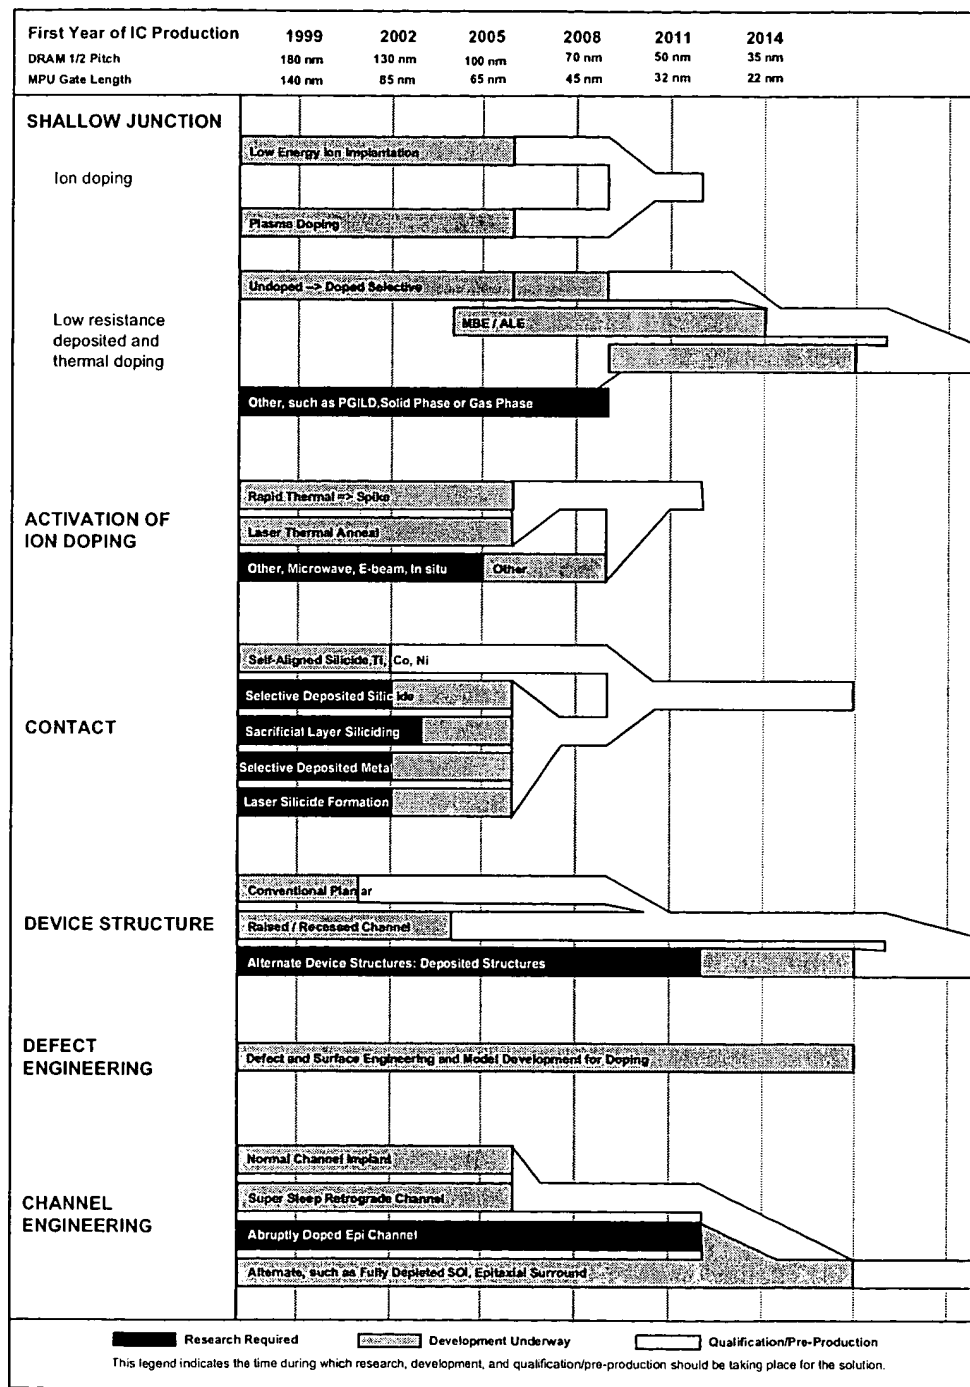 First Year of IC Production 1999 2002 2005 2008 2011 2014
DRAM 1/2 Pitch 180 nm 130 nm 100 nm 70 nm 50 nm 35 nm
MPU Gate Length 140 nm 85 nm 65 nm 45 nm 32 nm 22 nm
SHALLOW JUNCTION
Low Energy Ion Implantation
Ion doping
Plasma Doping
Undoped --> Doped Selective
Low resistance
deposited and
thermal doping
MBE / ALE
Other, such as PGILD,Solid Phase or Gas Phase
ACTIVATION OF
ION DOPING
Rapid Thermal => Spike
Laser Thermal Anneal
Other, Microwave, E-beam, In situ Other
CONTACT
Self-Aligned Silicide,Ti, Co, Ni
Selective Deposited Silicide
Sacrificial Layer Siliciding
Selective Deposited Metal
Laser Silicide Formation
DEVICE STRUCTURE
Conventional Planar
Raised / Recessed Channel
Alternate Device Structures: Deposited Structures
DEFECT
ENGINEERING
Defect and Surface Engineering and Model Development for Doping
CHANNEL
ENGINEERING
Normal Channel Implant
Super Steep Retrograde Channel
Abruptly Doped Epi Channel
Alternate, such as Fully Depleted SOI, Epitaxial Surround
Research Required Development Underway Qualification/Pre-Production
This legend indicates the time during which research, development, and qualification/pre-production should be taking place for the solution.